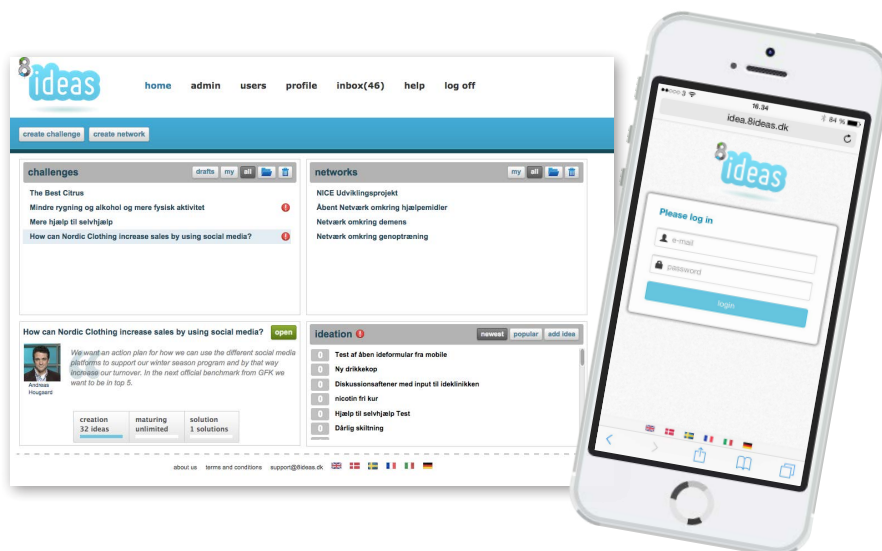 8ideas
home admin users profile inbox(46) help log off
create challenge create network
challenges drafts my all
The Best Citrus
Mindre rygning og alkohol og mere fysisk aktivitet
Mere hjælp til selvhjælp
How can Nordic Clothing increase sales by using social media?
networks my all
NICE Udviklingsprojekt
Åbent Netværk omkring hjælpemidler
Netværk omkring demens
Netværk omkring genoptræning
How can Nordic Clothing increase sales by using social media? open
We want an action plan for how we can use the different social media
platforms to support our winter season program and by that way
increase our turnover. In the next official benchmark from GFK we
want to be in top 5.
Andreas
Hougaard
creation maturing solution
32 ideas unlimited 1 solutions
ideation newest popular add idea
0 Test af åben ideformular fra mobile
0 Ny drikkekop
0 Diskussionsaftener med input til ideklinikken
0 nicotin fri kur
0 Hjælp til selvhjælp Test
0 Dårlig skiltning
about us terms and conditions support@8ideas.dk
3 16.34 84 %
idea.8ideas.dk
8ideas
Please log in
e-mail
password
login